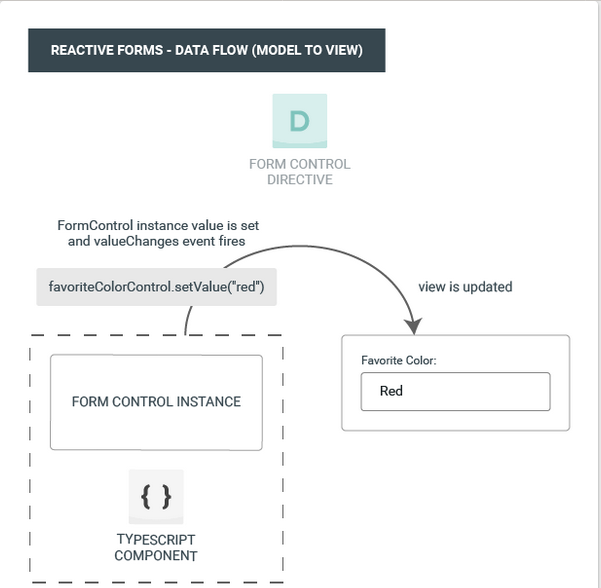 REACTIVE FORMS - DATA FLOW (MODEL TO VIEW)
D
FORM CONTROL
DIRECTIVE
FormControl instance value is set
and valueChanges event fires
favoriteColorControl.setValue("red")
view is updated
Favorite Color:
Red
FORM CONTROL INSTANCE
{ }
TYPESCRIPT
COMPONENT